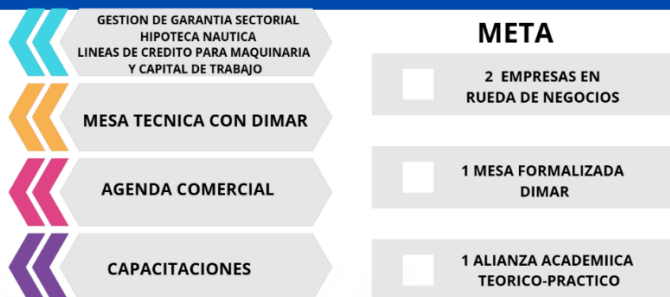 GESTION DE GARANTIA SECTORIAL
HIPOTECA NAUTICA
LINEAS DE CREDITO PARA MAQUINARIA
Y CAPITAL DE TRABAJO
MESA TECNICA CON DIMAR
AGENDA COMERCIAL
CAPACITACIONES
META
2 EMPRESAS EN
RUEDA DE NEGOCIOS
1 MESA FORMALIZADA
DIMAR
1 ALIANZA ACADEMIICA
TEORICO-PRACTICO